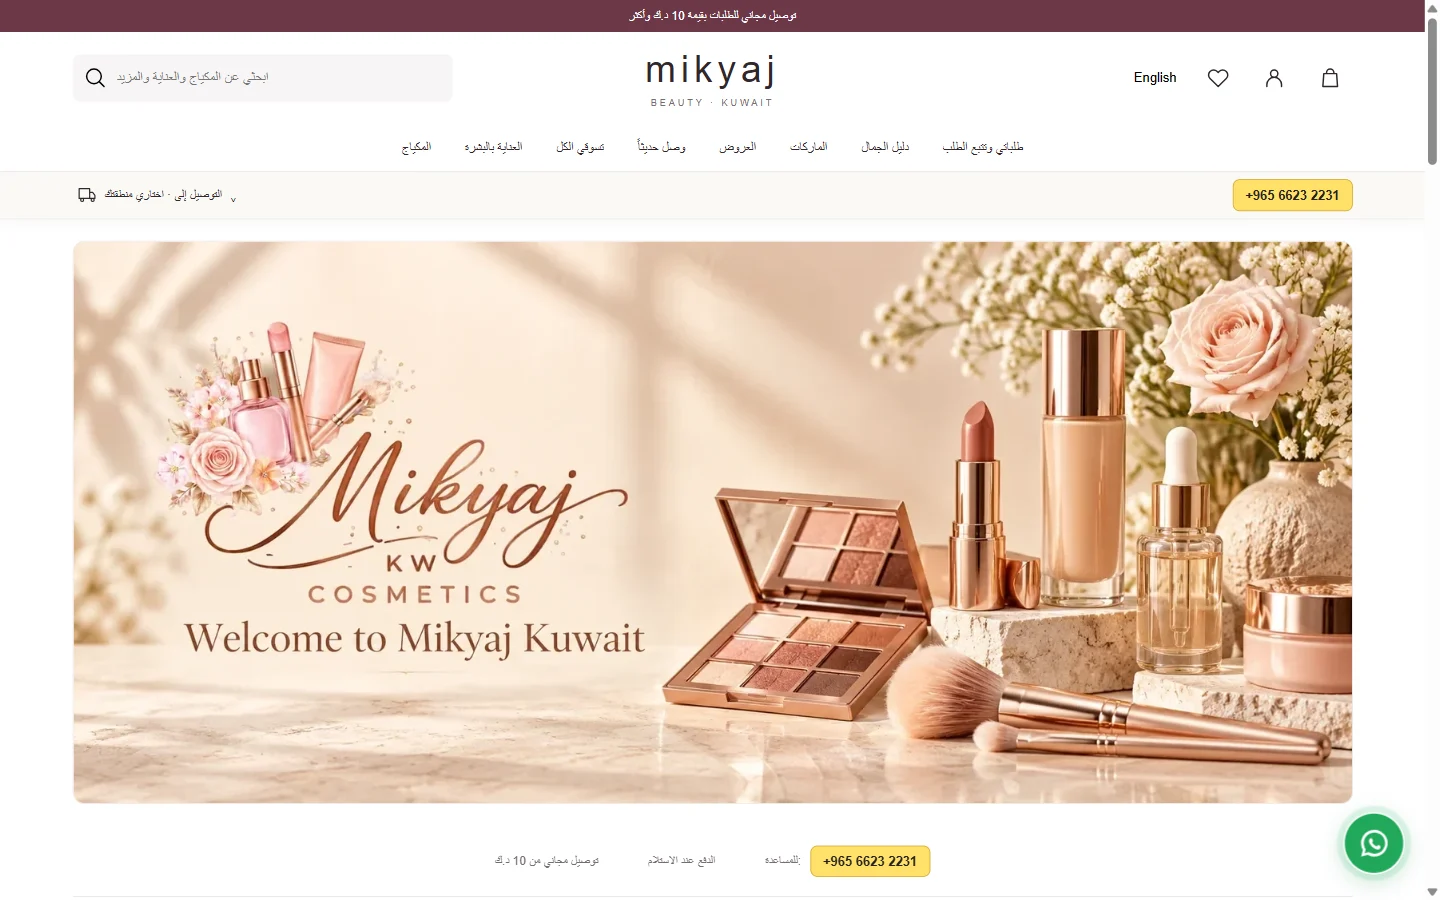 توصيل مجاني للطلبات بقيمة 10 د.ك وأكثر
ابحثي عن المكياج والعناية والمزيد
mikyaj
BEAUTY · KUWAIT
English
المكياج
العناية بالبشرة
تسوقي الكل
وصل حديثاً
العروض
الماركات
دليل الجمال
طلباتي وتتبع الطلب
التوصيل إلى · اختاري منطقتك
+965 6623 2231
Mikyaj
KW
COSMETICS
Welcome to Mikyaj Kuwait
توصيل مجاني من 10 د.ك
الدفع عند الاستلام
للمساعدة:
+965 6623 2231